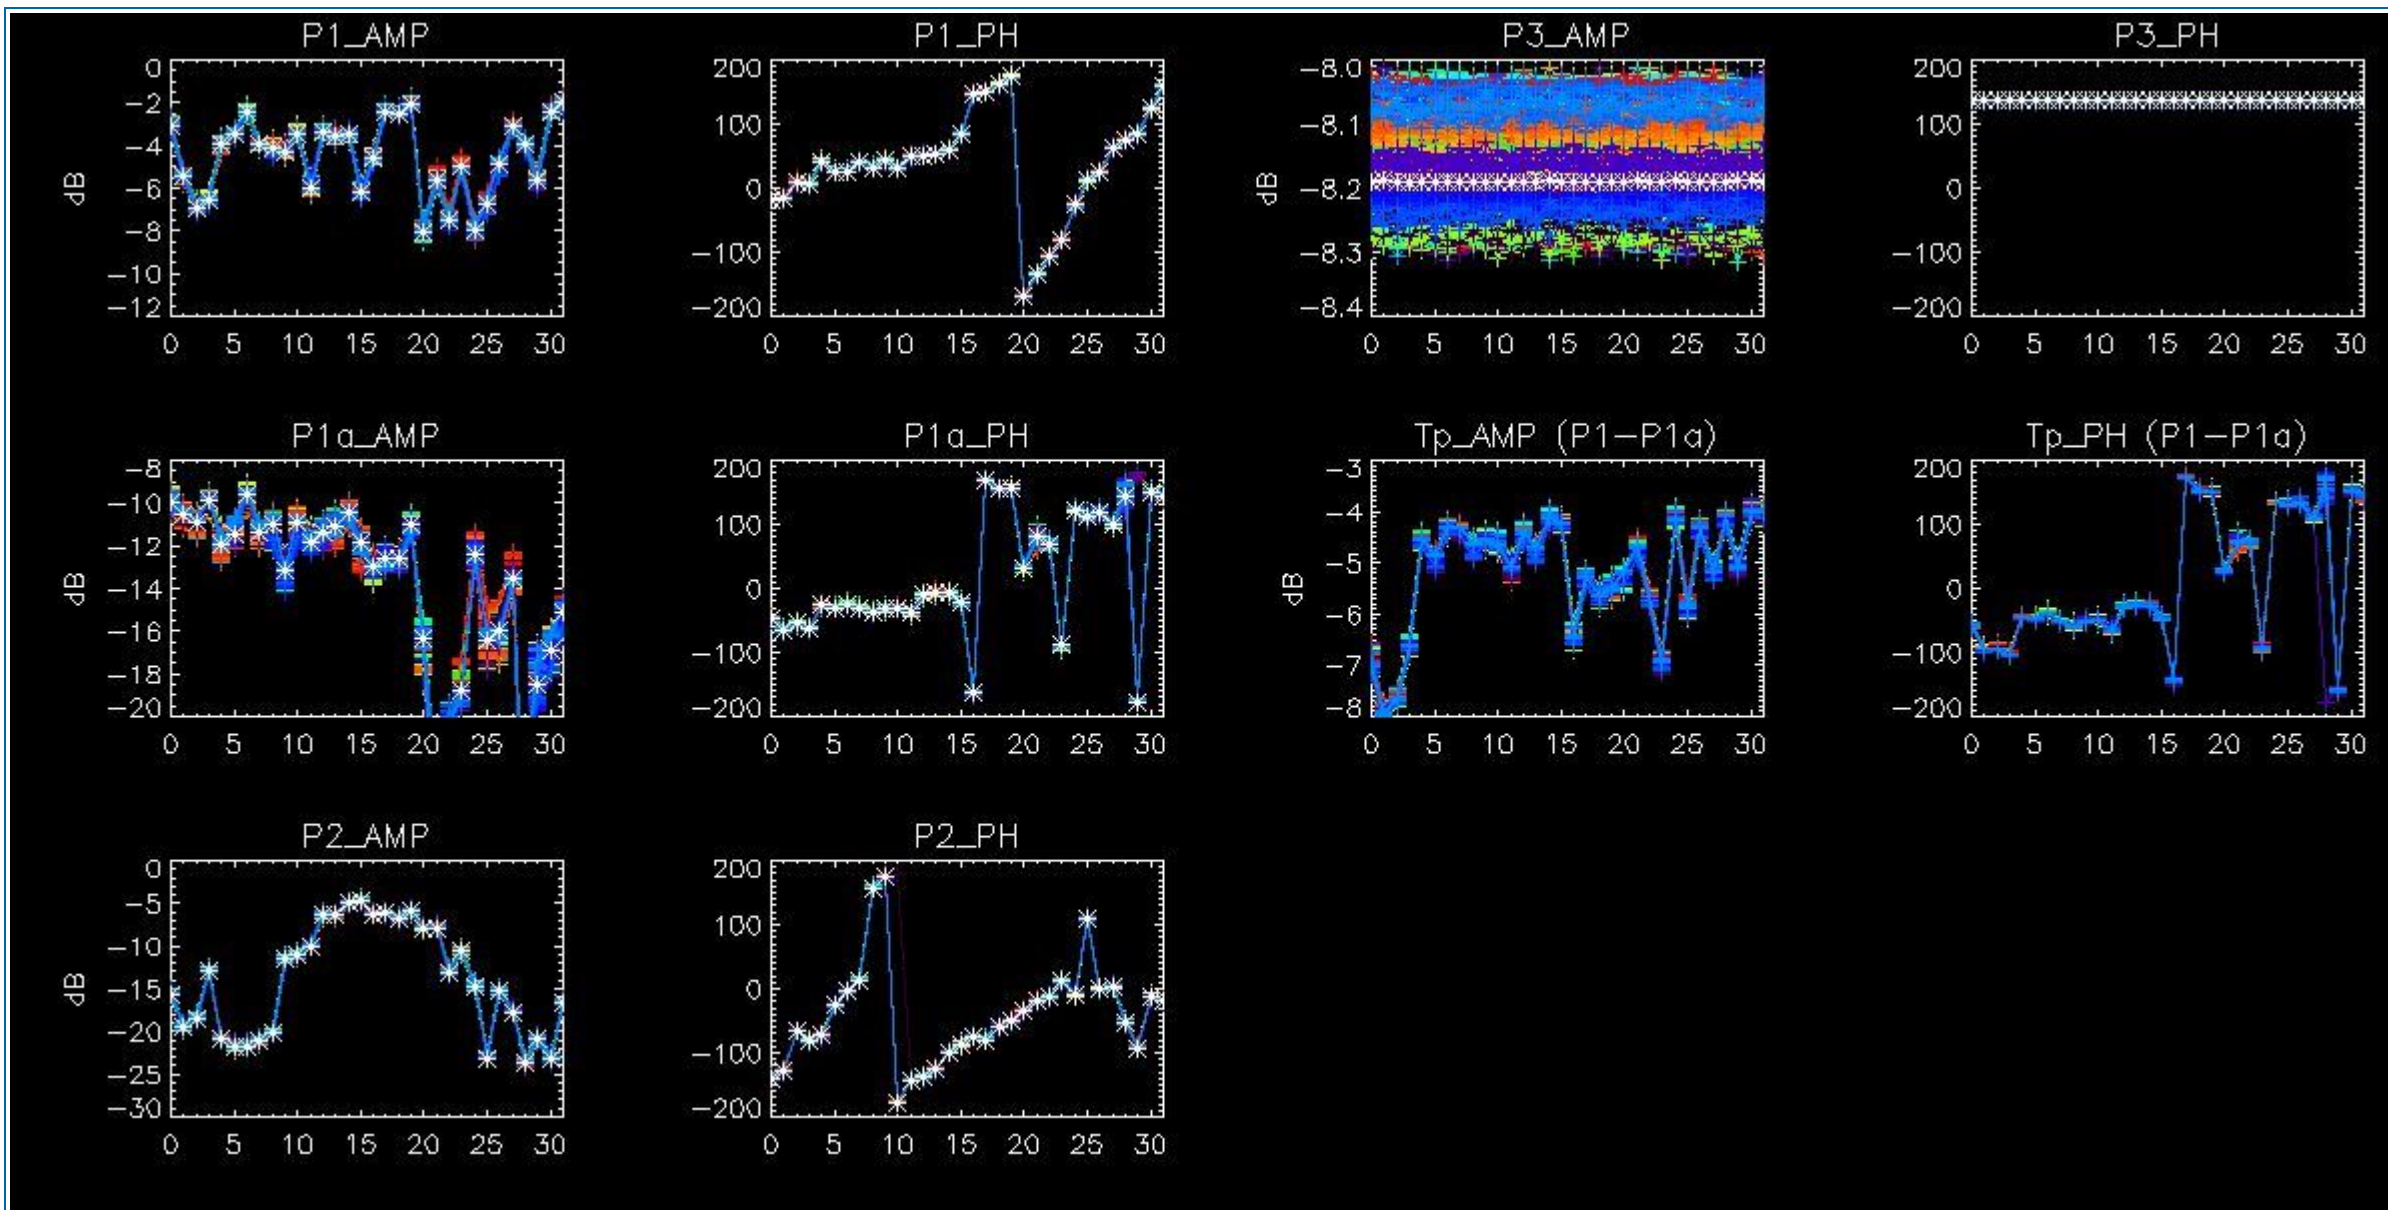 P1_AMP P1_PH P3_AMP P3_PH
0 200 -8.0 200
-2
-4 100 -8.1 100
dB -6 0 dB -8.2 0
-8
-10 -100 -8.3 -100
-12 -200 -8.4 -200
0 5 10 15 20 25 30 0 5 10 15 20 25 30 0 5 10 15 20 25 30 0 5 10 15 20 25 30
P1a_AMP P1a_PH Tp_AMP (P1-P1a) Tp_PH (P1-P1a)
-8 200 -3 200
-10 100 -4 100
-12
dB -14 0 dB -5 0
-16 -6
-18 -100 -7 -100
-20 -200 -8 -200
0 5 10 15 20 25 30 0 5 10 15 20 25 30 0 5 10 15 20 25 30 0 5 10 15 20 25 30
P2_AMP P2_PH
0 200
-5 100
-10
dB -15 0
-20
-25 -100
-30 -200
0 5 10 15 20 25 30 0 5 10 15 20 25 30